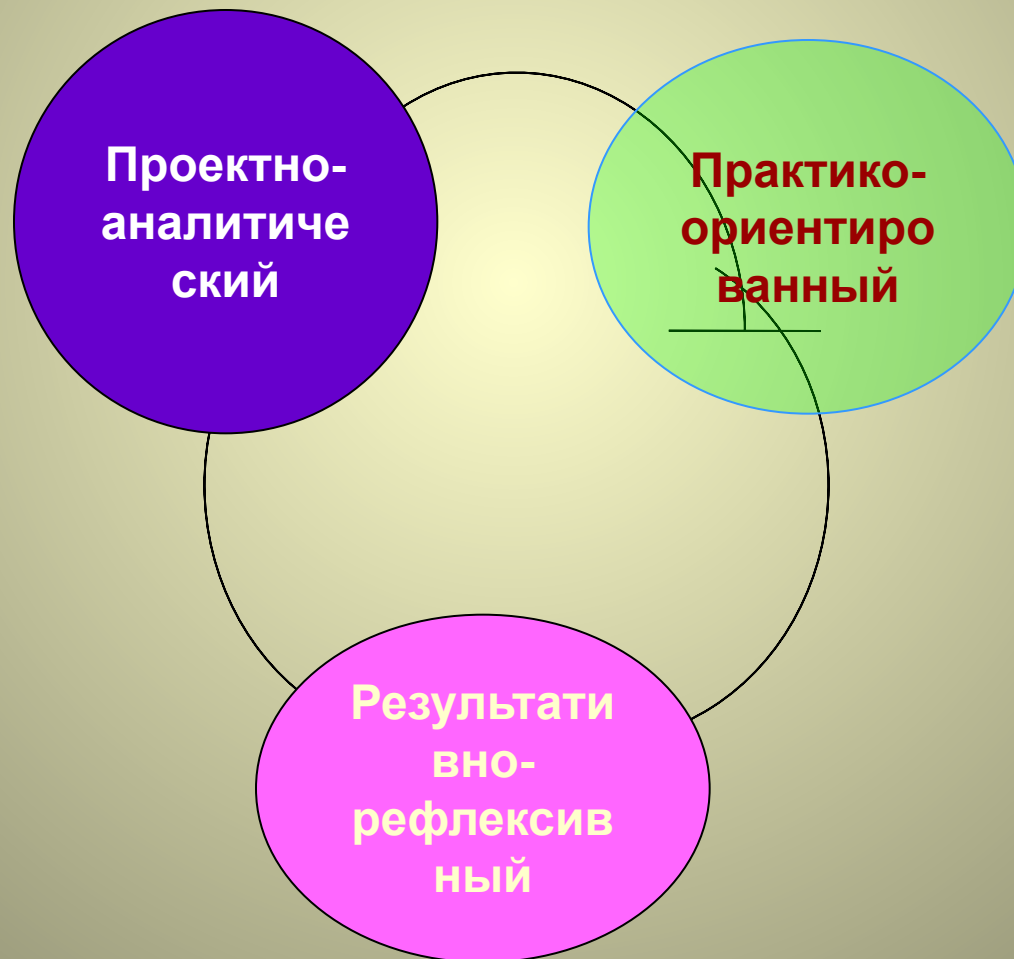 Проектно-
аналитиче
ский
Практико-
ориентиро
ванный
Результати
вно-
рефлексив
ный